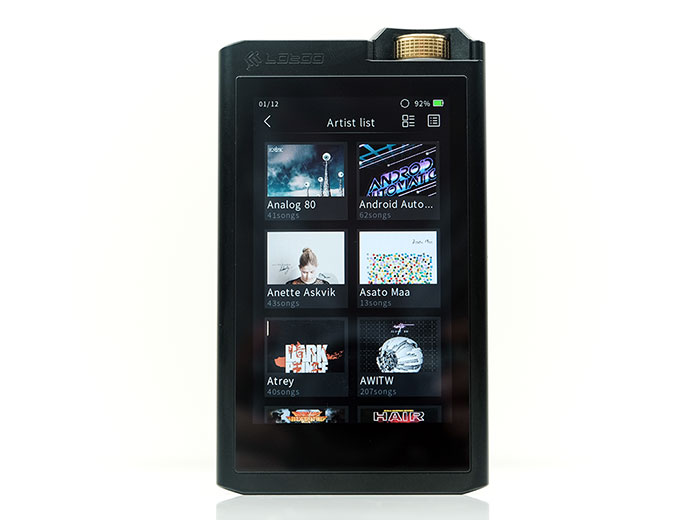 Lotoo
01/12
92%
Artist list
ANDROID
AUTOMATIC
Analog 80
41songs
Android Auto...
62songs
Anette Askvik
43songs
Asato Maa
13songs
Atrey
40songs
AWITW
207songs
HAIR